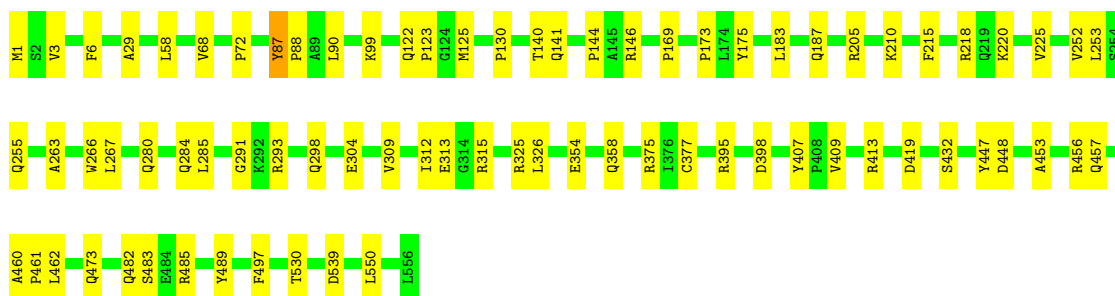 M1 S2 V3 F6 A29 L58 V68 P72 Y87 P88 A89 L90 K99 Q122 P123 G124 M125 P130 T140 Q141 P144 A145 R146 P169 P173 L174 Y175 L183 Q187 R205 K210 F215 R218 Q219 K220 V225 V252 L253 S254
Q255 A263 W266 L267 Q280 Q284 L285 G291 K292 R293 Q298 E304 V309 I312 E313 G314 R315 R325 L326 E354 Q358 R375 I376 C377 R395 D398 Y407 P408 V409 R413 D419 S432 Y447 D448 A453 R456 Q457
A460 P461 L462 Q473 Q482 S483 E484 R485 Y489 F497 T530 D539 L550 L556